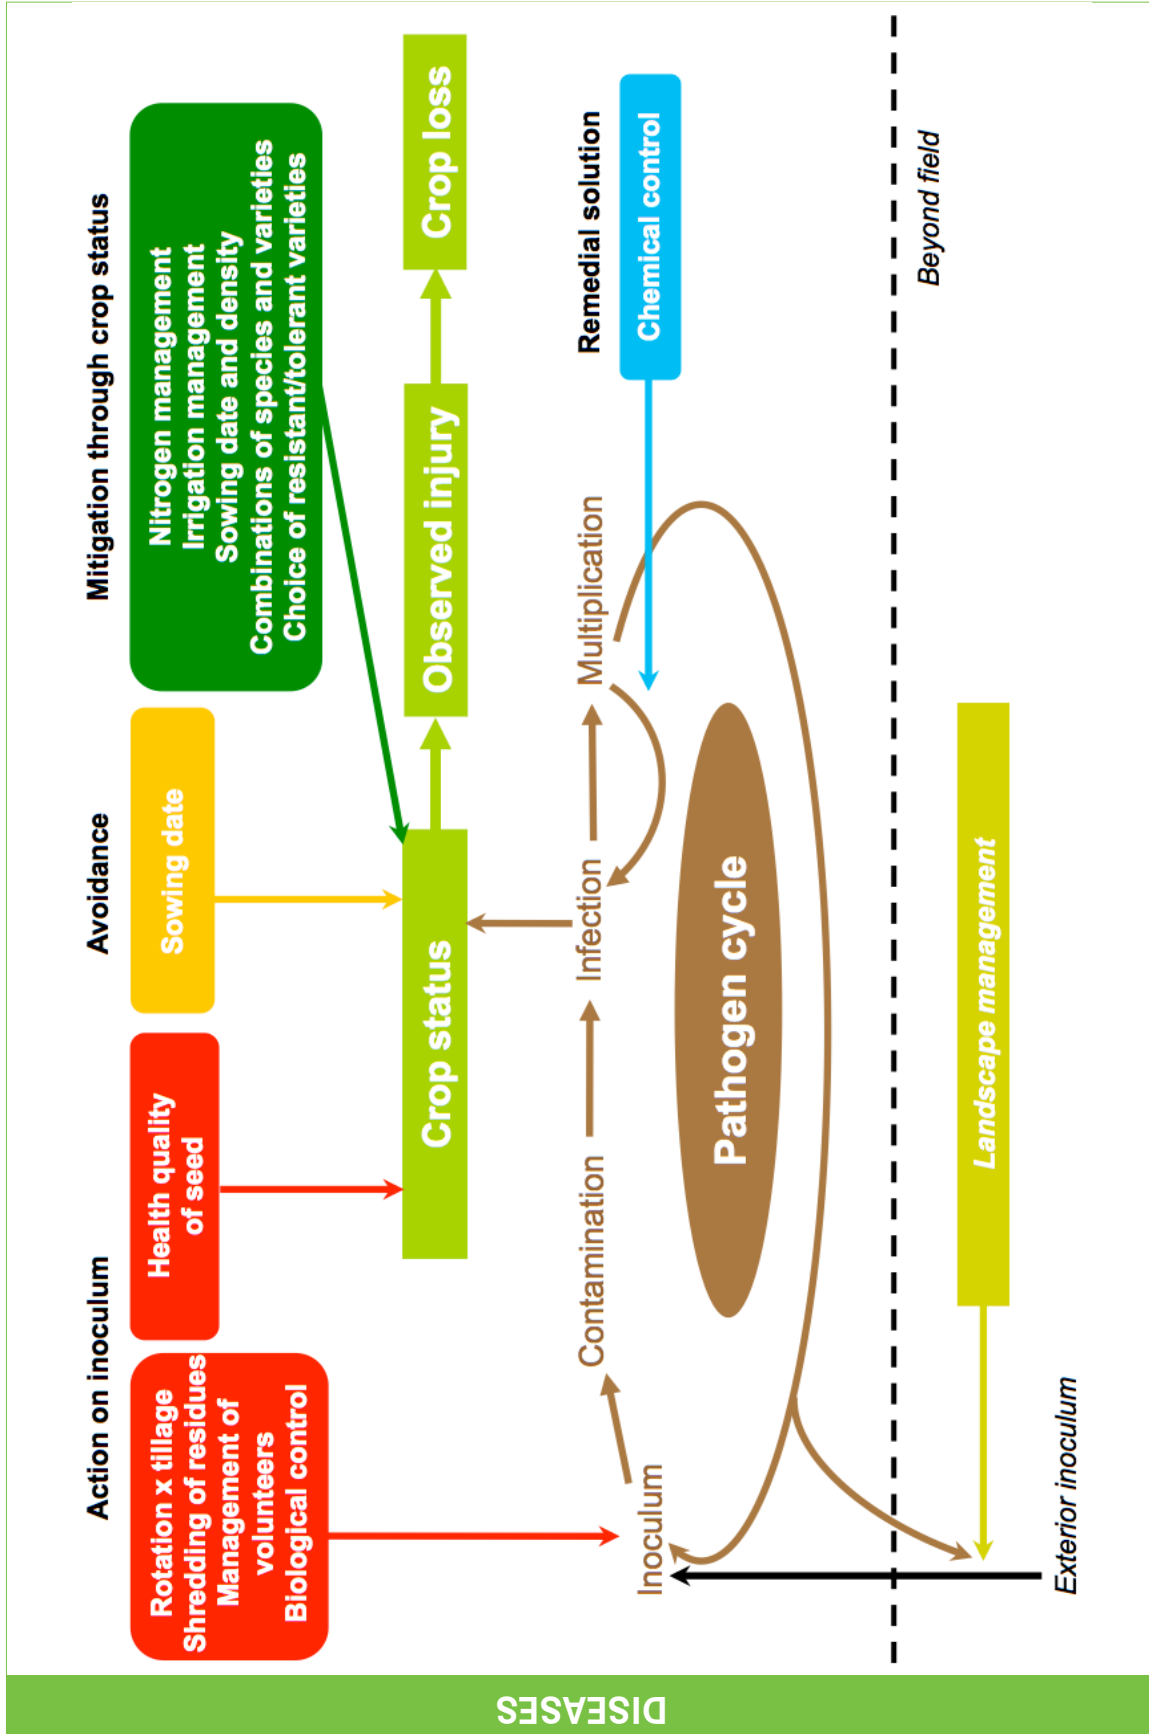 DISEASES
Action on inoculum
Avoidance
Mitigation through crop status
Rotation x tillage
Shredding of residues
Management of
volunteers
Biological control
Health quality
of seed
Sowing date
Nitrogen management
Irrigation management
Sowing date and density
Combinations of species and varieties
Choice of resistant/tolerant varieties
Crop status
Observed injury
Crop loss
Remedial solution
Chemical control
Inoculum
Contamination
Infection
Multiplication
Pathogen cycle
Beyond field
Landscape management
Exterior inoculum